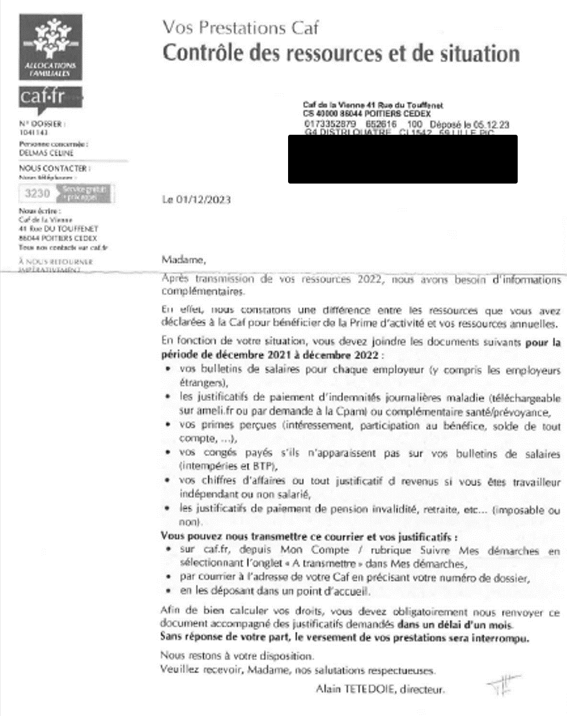 Vos Prestations Caf
Contrôle des ressources et de situation
ALLOCATIONS
FAMILIALES
caf.fr
N° DOSSIER :
1041143
Personne concernée :
DELMAS CELINE
NOUS CONTACTER :
Nous téléphoner :
3230 Service gratuit
+ prix appel
Nous écrire :
Caf de la Vienne
41 Rue DU TOUFFENET
86044 POITIERS CEDEX
Tous nos contacts sur caf.fr
À NOUS RETOURNER
IMPÉRATIVEMENT
Caf de la Vienne 41 Rue du Touffenet
CS 40000 86044 POITIERS CEDEX
0173352879 652616 100 Déposé le 05.12.23
G4 DISTRI QUATRE CI1547 59 LILLE PIC
Le 01/12/2023
Madame,
Après transmission de vos ressources 2022, nous avons besoin d'informations
complémentaires.
En effet, nous constatons une différence entre les ressources que vous avez
déclarées à la Caf pour bénéficier de la Prime d'activité et vos ressources annuelles.
En fonction de votre situation, vous devez joindre les documents suivants pour la
période de décembre 2021 à décembre 2022 :
• vos bulletins de salaires pour chaque employeur (y compris les employeurs
étrangers),
• les justificatifs de paiement d'indemnités journalières maladie (téléchargeable
sur ameli.fr ou par demande à la Cpam) ou complémentaire santé/prévoyance,
• vos primes perçues (intéressement, participation au bénéfice, solde de tout
compte, ...),
• vos congés payés s'ils n'apparaissent pas sur vos bulletins de salaires
(intempéries et BTP),
• vos chiffres d'affaires ou tout justificatif d revenus si vous êtes travailleur
indépendant ou non salarié,
• les justificatifs de paiement de pension invalidité, retraite, etc... (imposable ou
non).
Vous pouvez nous transmettre ce courrier et vos justificatifs :
• sur caf.fr, depuis Mon Compte / rubrique Suivre Mes démarches en
sélectionnant l'onglet « A transmettre » dans Mes démarches,
• par courrier à l'adresse de votre Caf en précisant votre numéro de dossier,
• en les déposant dans un point d'accueil.
Afin de bien calculer vos droits, vous devez obligatoirement nous renvoyer ce
document accompagné des justificatifs demandés dans un délai d'un mois.
Sans réponse de votre part, le versement de vos prestations sera interrompu.
Nous restons à votre disposition.
Veuillez recevoir, Madame, nos salutations respectueuses.
Alain TETEDOIE, directeur.